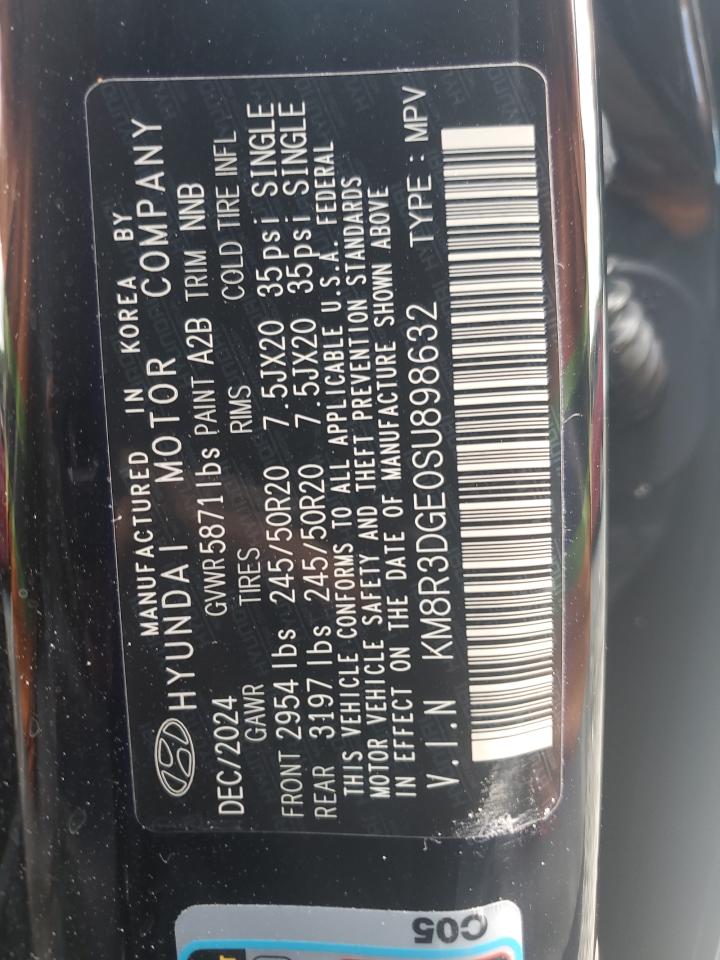 MANUFACTURED IN KOREA BY
HYUNDAI MOTOR COMPANY
DEC/2024 GVWR5871lbs PAINT A2B TRIM NNB
GAWR TIRES RIMS COLD TIRE INFL
FRONT 2954 lbs 245/50R20 7.5JX20 35psi SINGLE
REAR 3197 lbs 245/50R20 7.5JX20 35psi SINGLE
THIS VEHICLE CONFORMS TO ALL APPLICABLE U.S.A. FEDERAL
MOTOR VEHICLE SAFETY AND THEFT PREVENTION STANDARDS
IN EFFECT ON THE DATE OF MANUFACTURE SHOWN ABOVE
V.I.N KM8R3DGE0SU898632 TYPE : MPV
C05